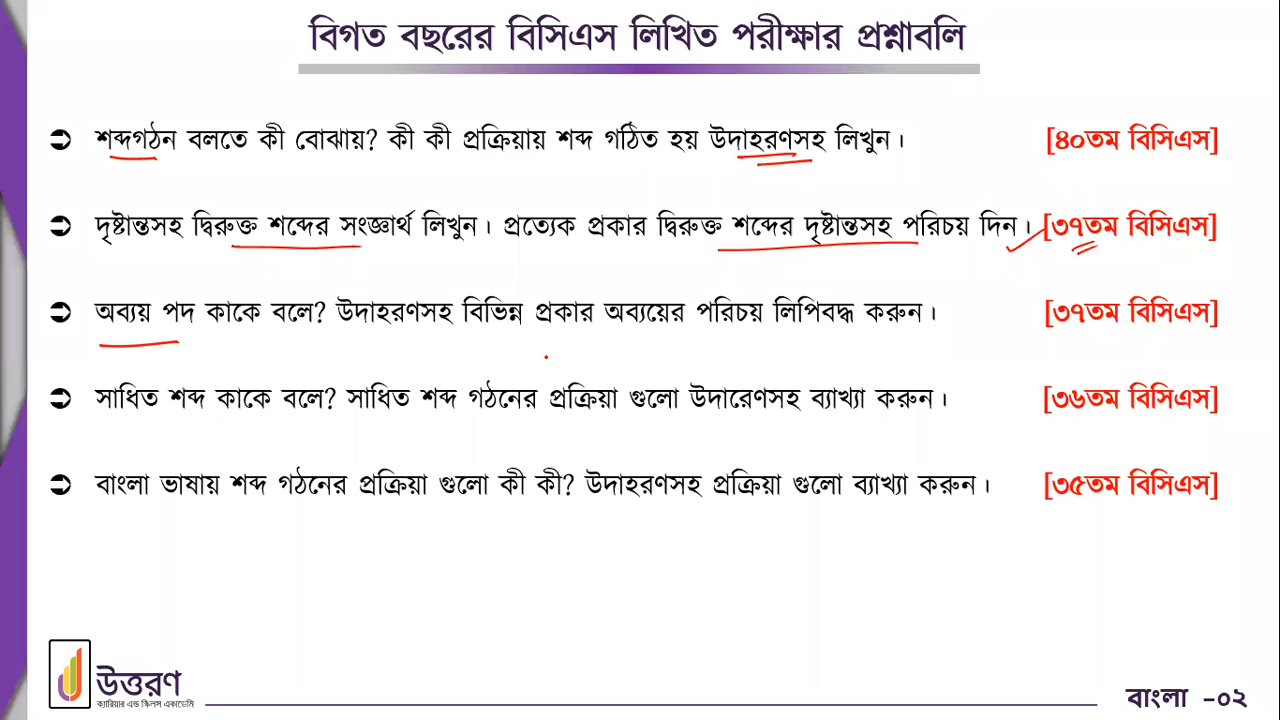 বিগত বছরের বিসিএস লিখিত পরীক্ষার প্রশ্নাবলি
শব্দগঠন বলতে কী বোঝায়? কী কী প্রক্রিয়ায় শব্দ গঠিত হয় উদাহরণসহ লিখুন। [৪০তম বিসিএস]
দৃষ্টান্তসহ দ্বিরুক্ত শব্দের সংজ্ঞার্থ লিখুন। প্রত্যেক প্রকার দ্বিরুক্ত শব্দের দৃষ্টান্তসহ পরিচয় দিন। [৩৭তম বিসিএস]
অব্যয় পদ কাকে বলে? উদাহরণসহ বিভিন্ন প্রকার অব্যয়ের পরিচয় লিপিবদ্ধ করুন। [৩৭তম বিসিএস]
সাধিত শব্দ কাকে বলে? সাধিত শব্দ গঠনের প্রক্রিয়া গুলো উদারেণসহ ব্যাখ্যা করুন। [৩৬তম বিসিএস]
বাংলা ভাষায় শব্দ গঠনের প্রক্রিয়া গুলো কী কী? উদাহরণসহ প্রক্রিয়া গুলো ব্যাখ্যা করুন। [৩৫তম বিসিএস]
উত্তরণ
ক্যারিয়ার এন্ড স্কিলস একাডেমি
বাংলা -০২